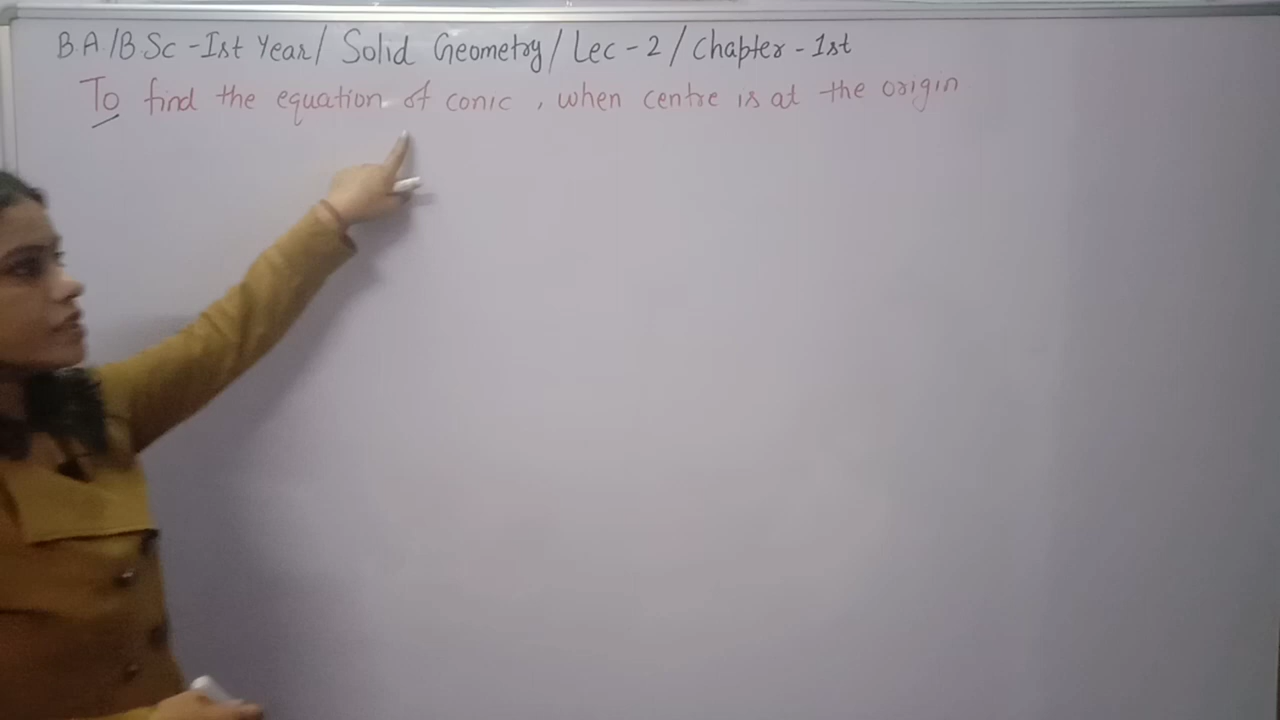 B.A./B.Sc - Ist Year/ Solid Geometry/ Lec - 2 / Chapter - 1st
To find the equation of conic , when centre is at the origin